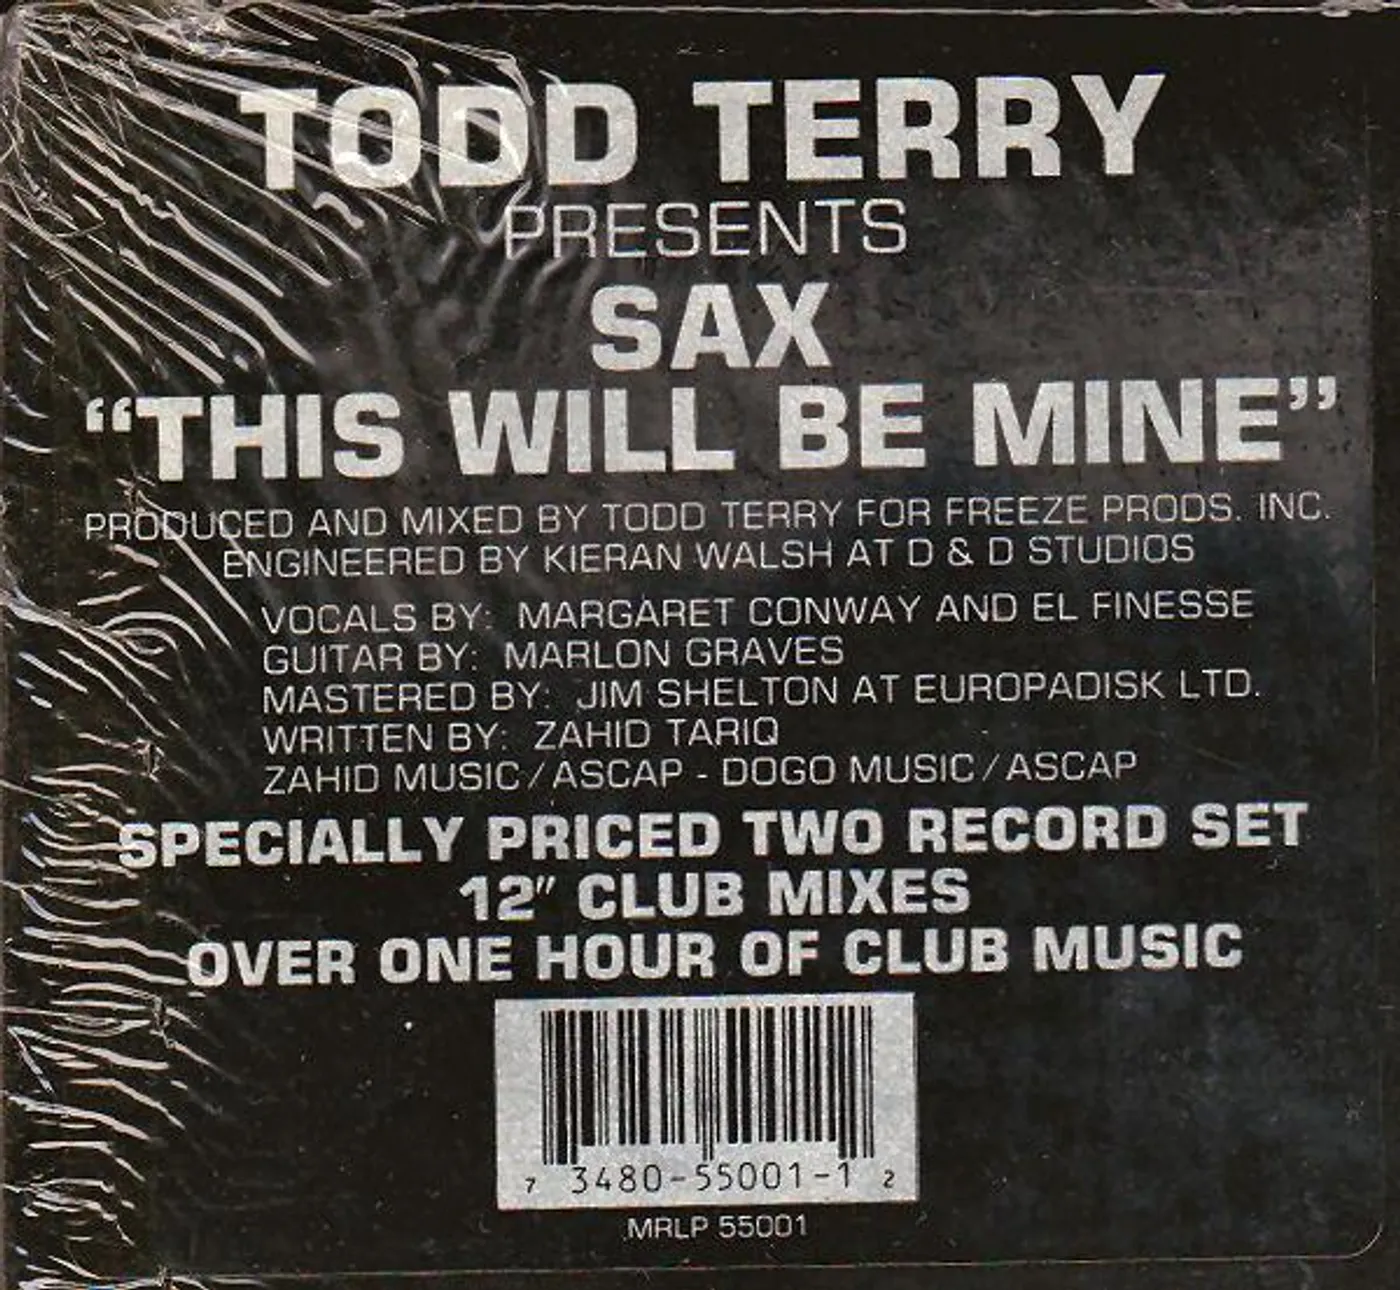 TODD TERRY
PRESENTS
SAX
“THIS WILL BE MINE”
PRODUCED AND MIXED BY TODD TERRY FOR FREEZE PRODS. INC.
ENGINEERED BY KIERAN WALSH AT D & D STUDIOS
VOCALS BY: MARGARET CONWAY AND EL FINESSE
GUITAR BY: MARLON GRAVES
MASTERED BY: JIM SHELTON AT EUROPADISK LTD.
WRITTEN BY: ZAHID TARIQ
ZAHID MUSIC/ASCAP - DOGO MUSIC/ASCAP
SPECIALLY PRICED TWO RECORD SET
12" CLUB MIXES
OVER ONE HOUR OF CLUB MUSIC
7 3480-55001-1 2
MRLP 55001